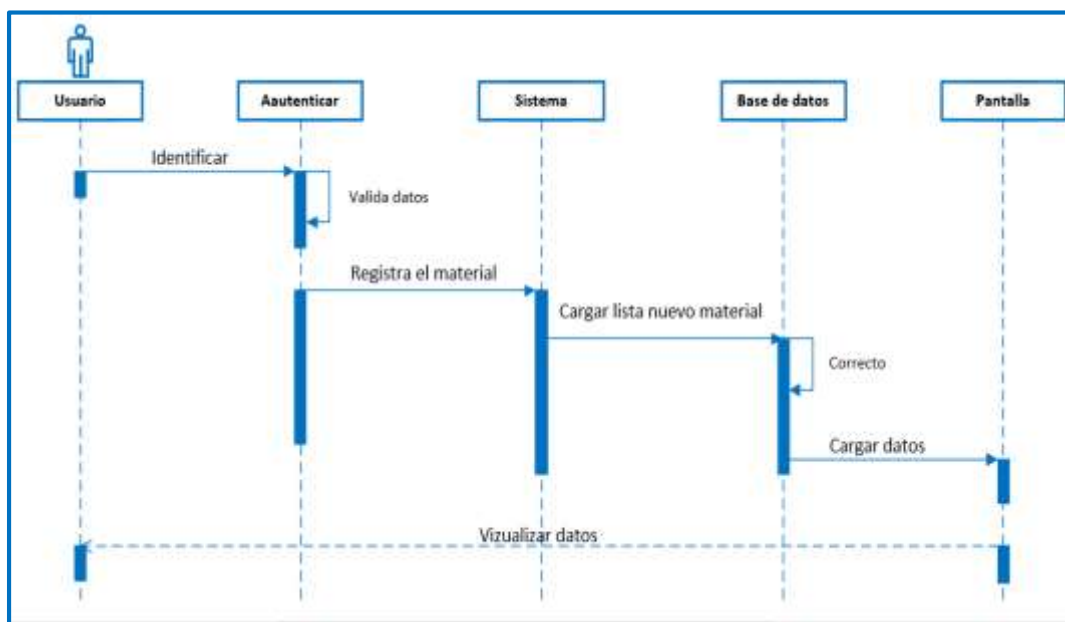 Usuario
Aautenticar
Sistema
Base de datos
Pantalla
Identificar
Valida datos
Registra el material
Cargar lista nuevo material
Correcto
Cargar datos
Vizualizar datos